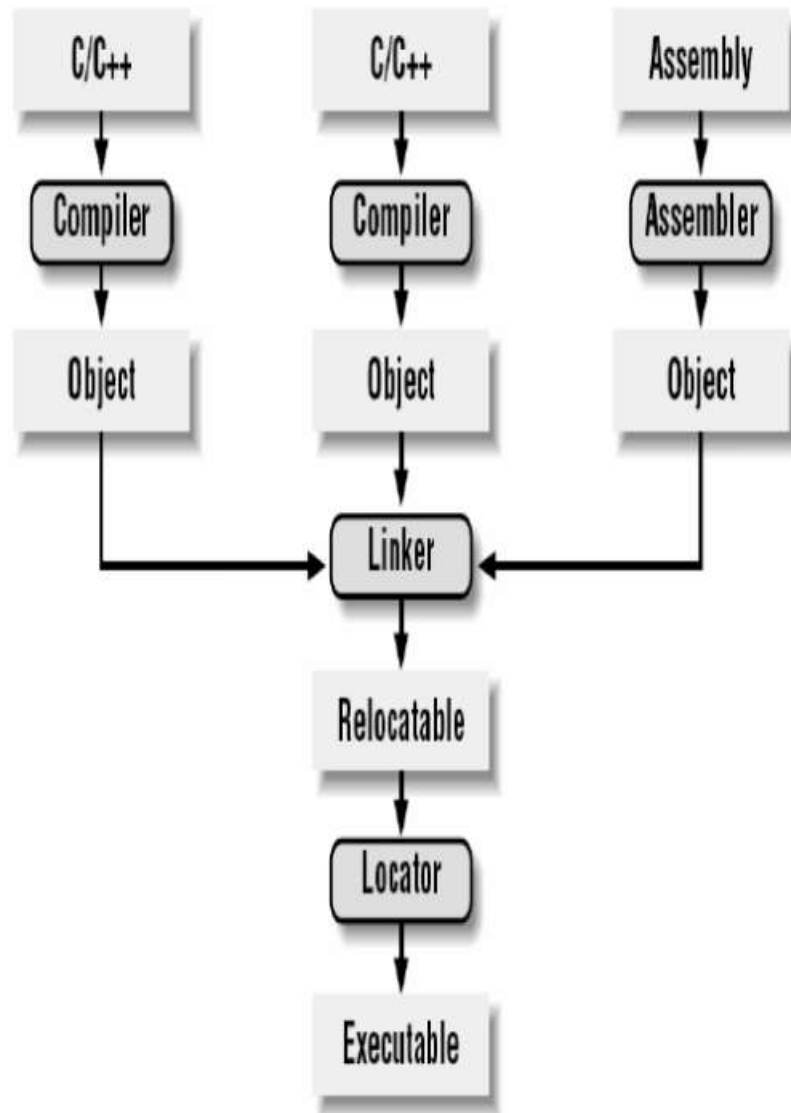 C/C++
C/C++
Assembly
Compiler
Compiler
Assembler
Object
Object
Object
Linker
Relocatable
Locator
Executable